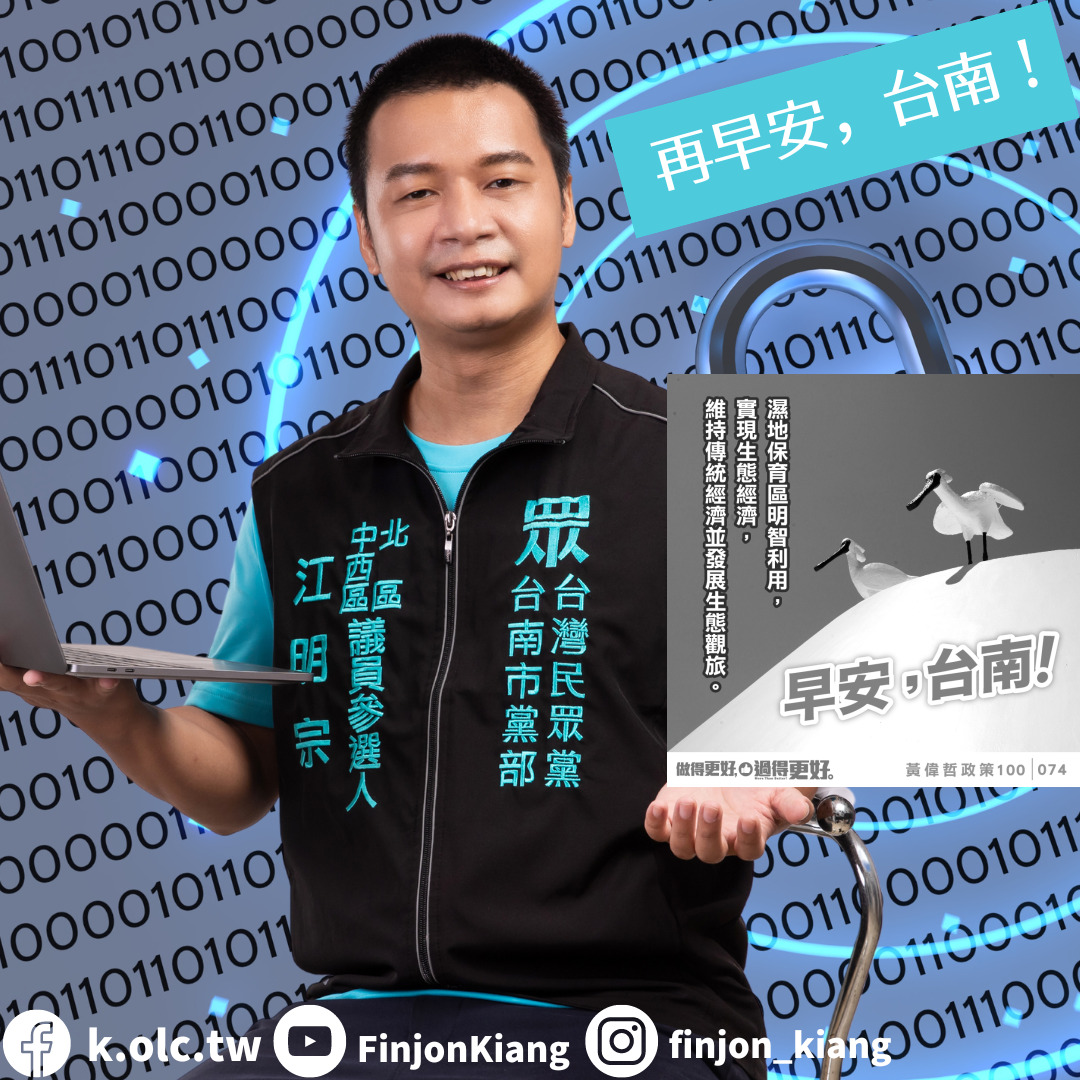 再早安，台南！
濕地保育區明智利用，
實現生態經濟，
維持傳統經濟並發展生態觀旅。
早安，台南!
做得更好,過得更好。
黃偉哲政策100 | 074
眾
台灣民眾黨
台南市黨部
北區
中西區
議員參選人
江明宗
k.olc.tw
FinjonKiang
finjon_kiang